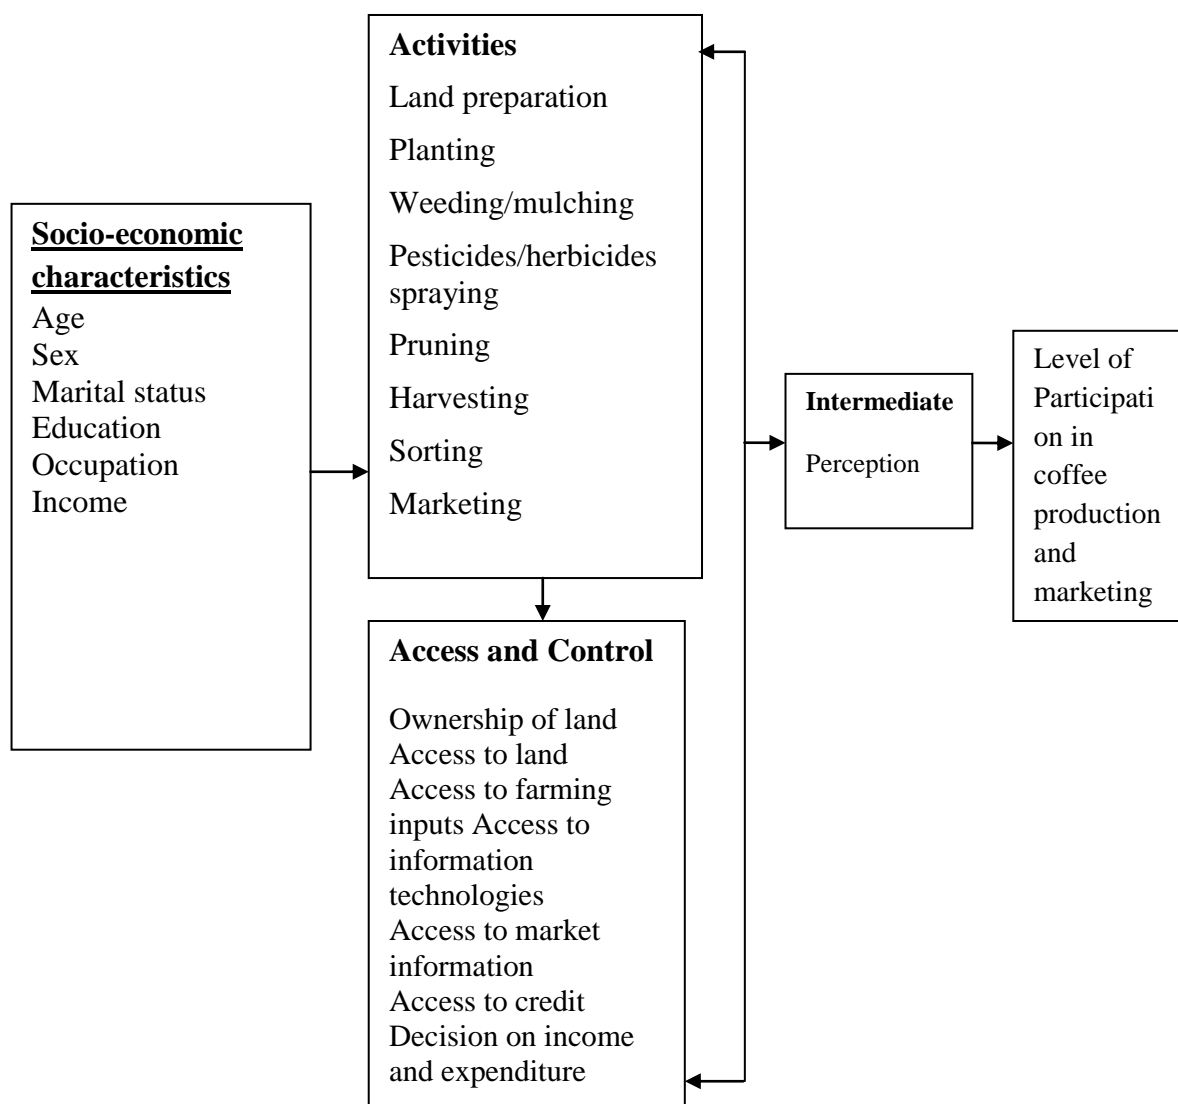 Socio-economic
characteristics
Age
Sex
Marital status
Education
Occupation
Income
Activities
Land preparation
Planting
Weeding/mulching
Pesticides/herbicides
spraying
Pruning
Harvesting
Sorting
Marketing
Access and Control
Ownership of land
Access to land
Access to farming
inputs Access to
information
technologies
Access to market
information
Access to credit
Decision on income
and expenditure
Intermediate
Perception
Level of
Participati
on in
coffee
production
and
marketing